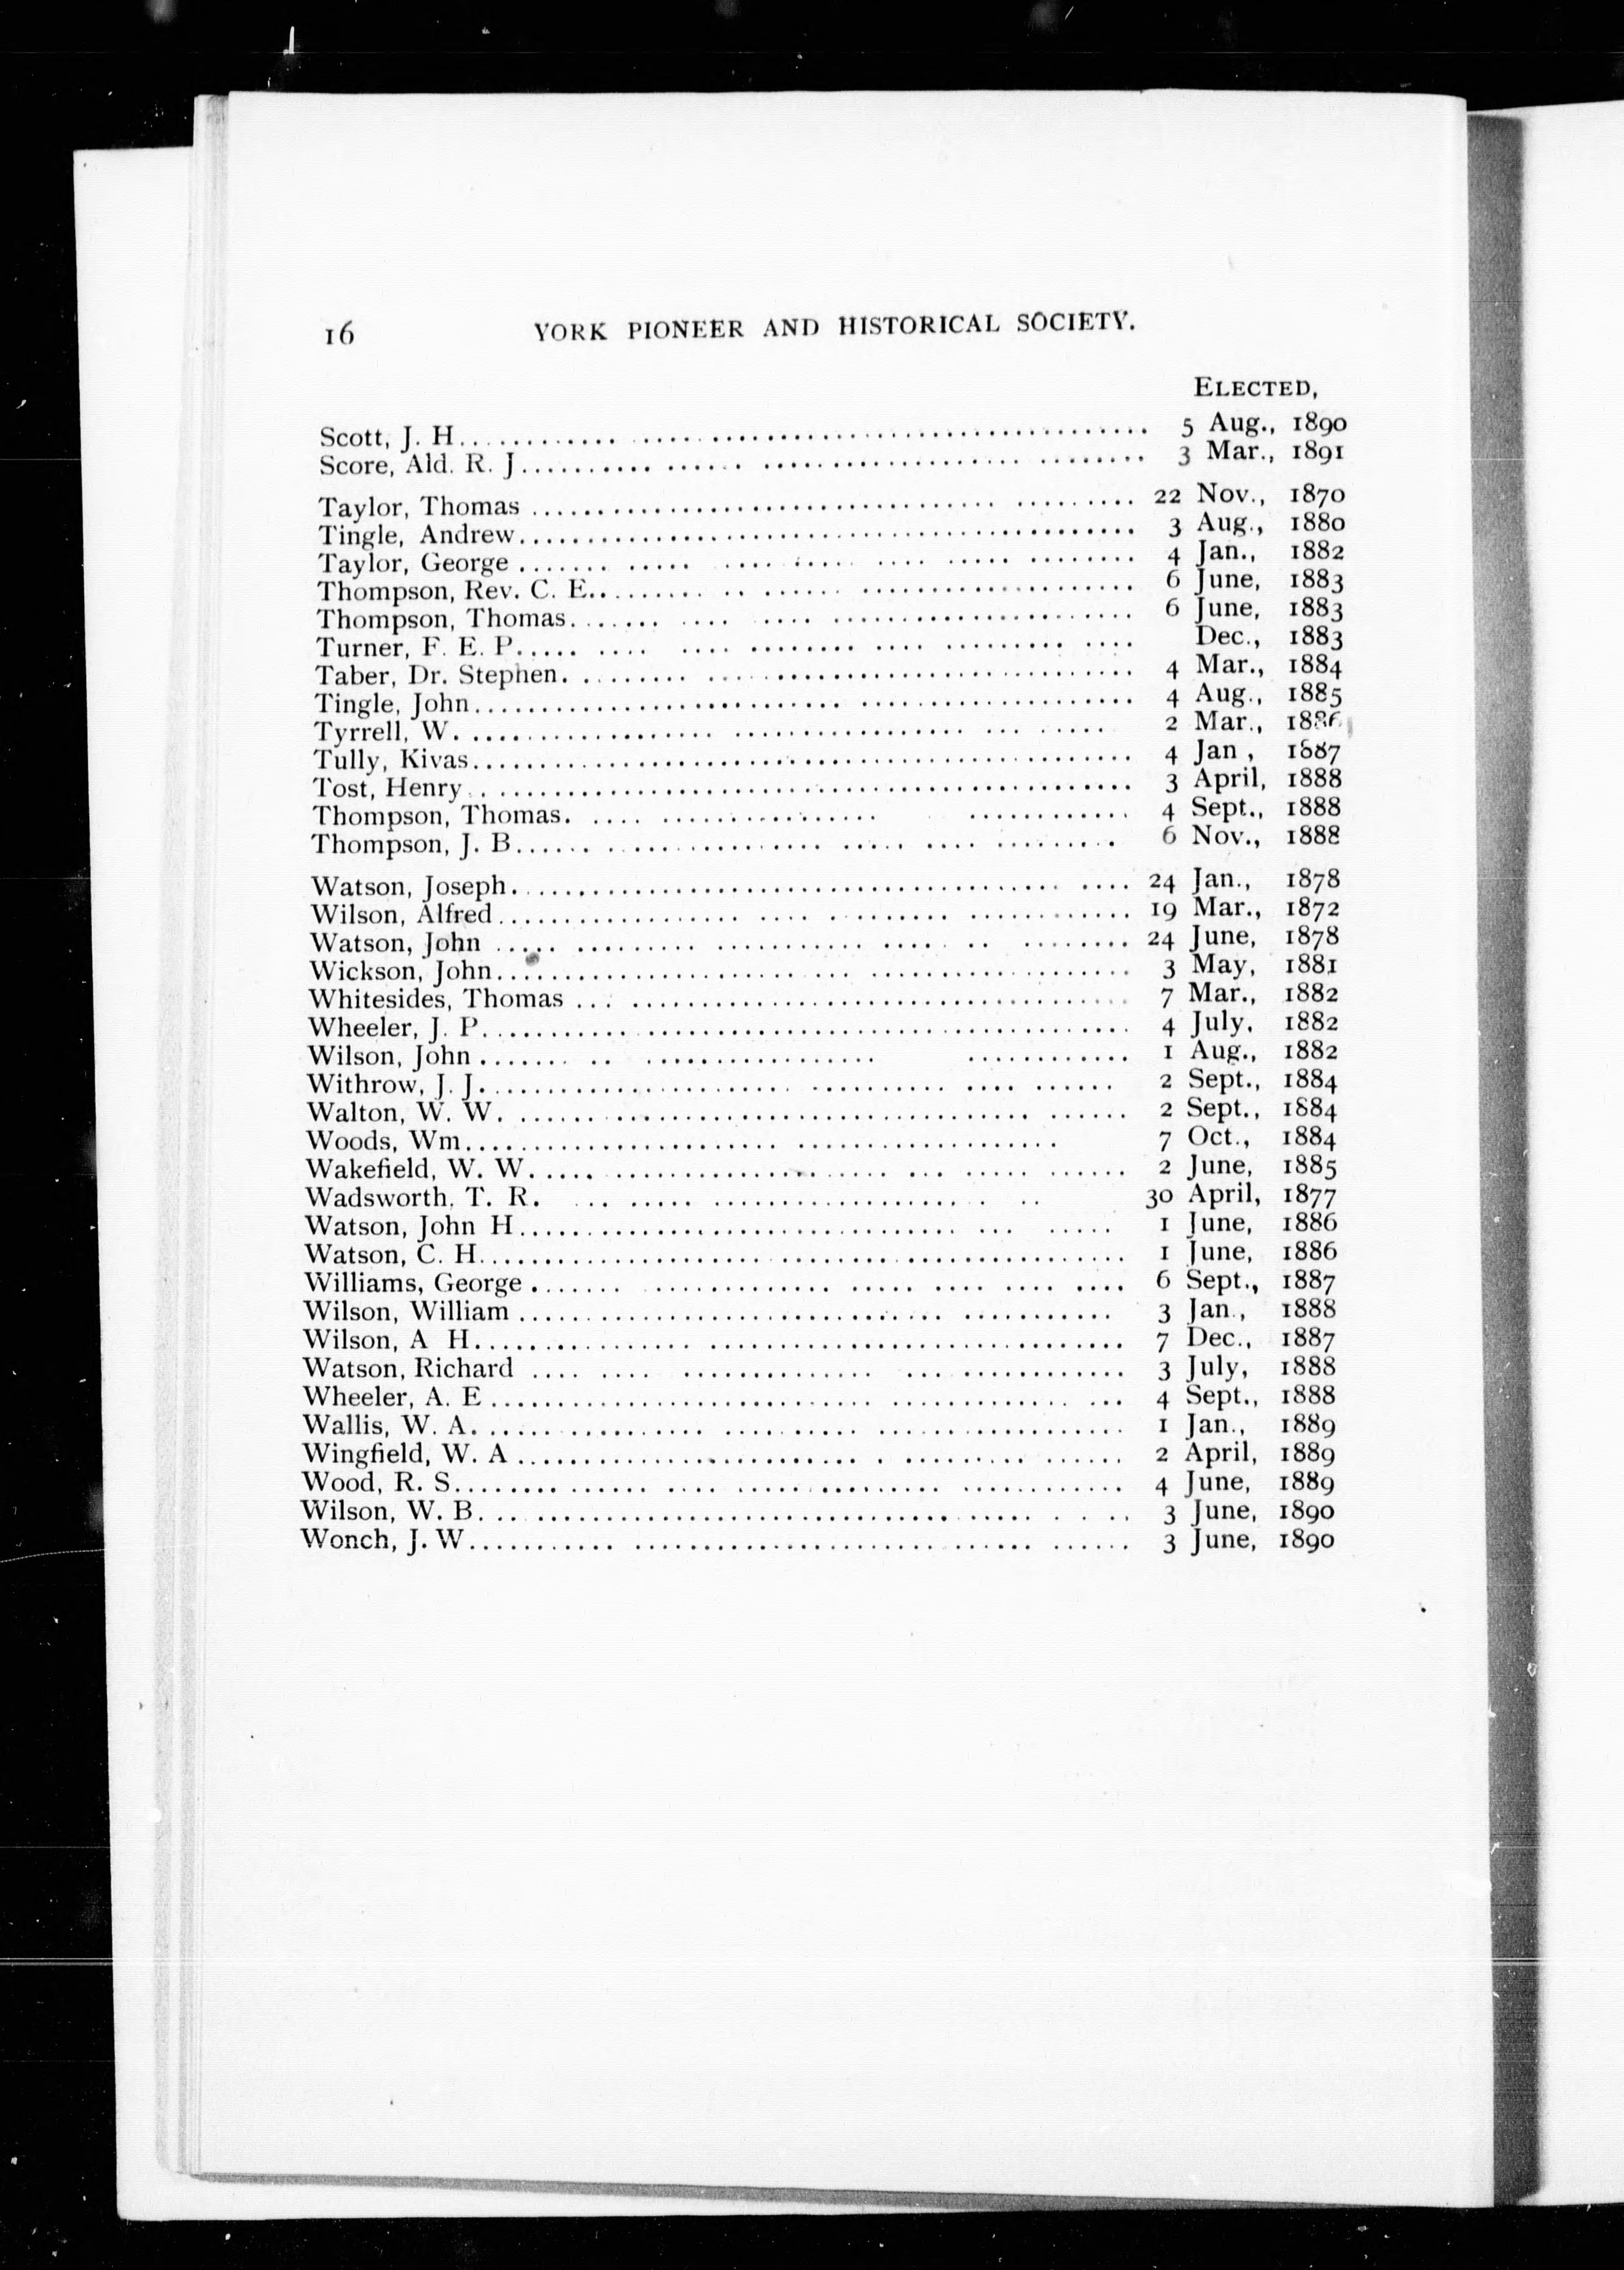 16 YORK PIONEER AND HISTORICAL SOCIETY.
ELECTED,
Scott, J. H. 5 Aug., 1890
Score, Ald. R. J. 3 Mar., 1891
Taylor, Thomas 22 Nov., 1870
Tingle, Andrew 3 Aug., 1880
Taylor, George 4 Jan., 1882
Thompson, Rev. C. E. 6 June, 1883
Thompson, Thomas 6 June, 1883
Turner, F. E. P. Dec., 1883
Taber, Dr. Stephen 4 Mar., 1884
Tingle, John 4 Aug., 1885
Tyrrell, W. 2 Mar., 1886
Tully, Kivas 4 Jan , 1887
Tost, Henry 3 April, 1888
Thompson, Thomas 4 Sept., 1888
Thompson, J. B. 6 Nov., 1888
Watson, Joseph 24 Jan., 1878
Wilson, Alfred 19 Mar., 1872
Watson, John 24 June, 1878
Wickson, John 3 May, 1881
Whitesides, Thomas 7 Mar., 1882
Wheeler, J. P. 4 July, 1882
Wilson, John 1 Aug., 1882
Withrow, J. J. 2 Sept., 1884
Walton, W. W. 2 Sept., 1884
Woods, Wm. 7 Oct., 1884
Wakefield, W. W. 2 June, 1885
Wadsworth, T. R. 30 April, 1877
Watson, John H. 1 June, 1886
Watson, C. H. 1 June, 1886
Williams, George 6 Sept., 1887
Wilson, William 3 Jan., 1888
Wilson, A H. 7 Dec., 1887
Watson, Richard 3 July, 1888
Wheeler, A. E 4 Sept., 1888
Wallis, W. A. 1 Jan., 1889
Wingfield, W. A 2 April, 1889
Wood, R. S. 4 June, 1889
Wilson, W. B. 3 June, 1890
Wonch, J. W. 3 June, 1890